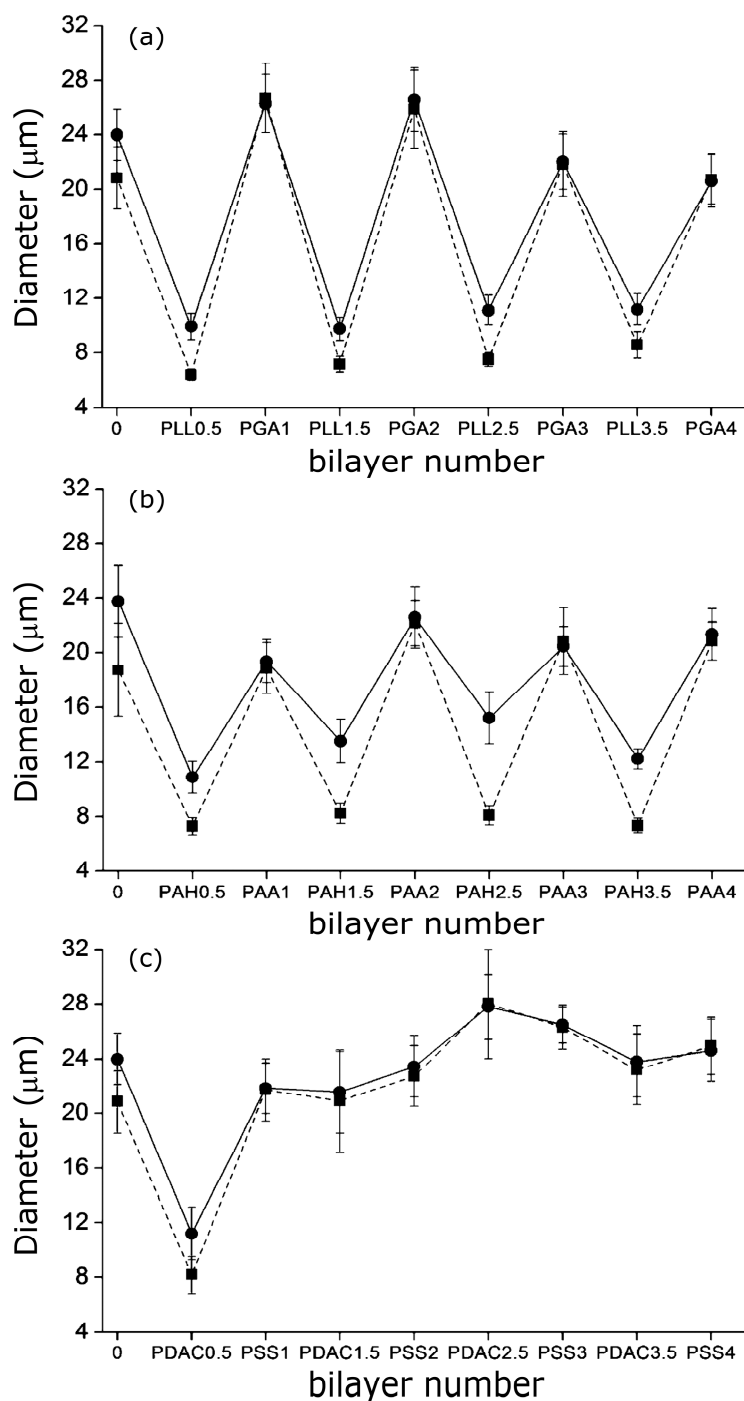 (a)
32
28
24
20
16
12
8
4
Diameter (μm)
0 PLL0.5 PGA1 PLL1.5 PGA2 PLL2.5 PGA3 PLL3.5 PGA4
bilayer number
(b)
32
28
24
20
16
12
8
4
Diameter (μm)
0 PAH0.5 PAA1 PAH1.5 PAA2 PAH2.5 PAA3 PAH3.5 PAA4
bilayer number
(c)
32
28
24
20
16
12
8
4
Diameter (μm)
0 PDAC0.5 PSS1 PDAC1.5 PSS2 PDAC2.5 PSS3 PDAC3.5 PSS4
bilayer number